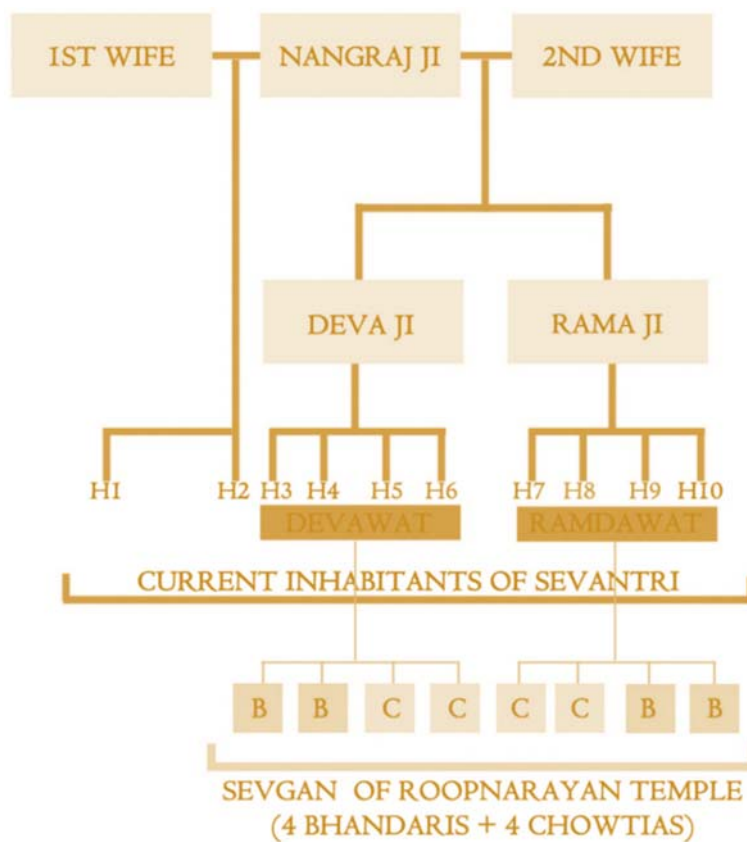 1ST WIFE NANGRAJ JI 2ND WIFE
DEVA JI RAMA JI
H1 H2 H3 H4 H5 H6 H7 H8 H9 H10
DEVAWAT RAMDAWAT
CURRENT INHABITANTS OF SEVANTRI
B B C C C C B B
SEVGAN OF ROOPNARAYAN TEMPLE
(4 BHANDARIS + 4 CHOWTIAS)